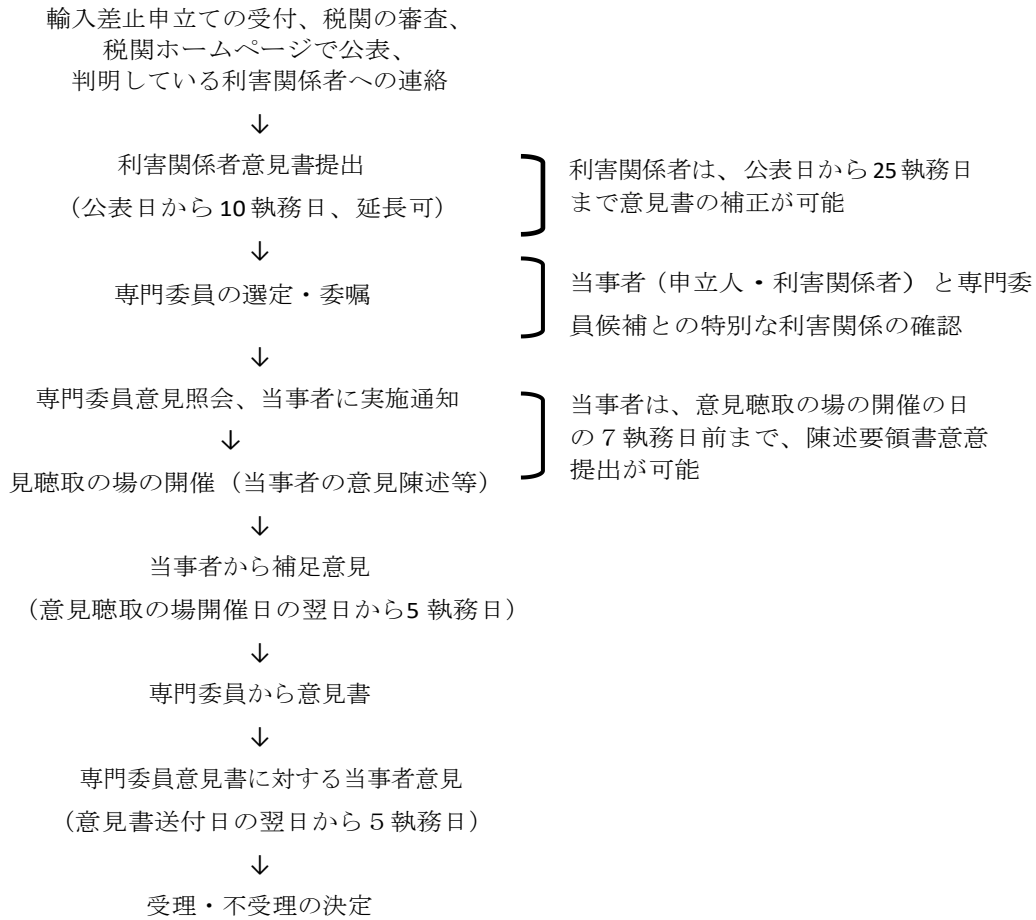 輸入差止申立ての受付、税関の審査、
税関ホームページで公表、
判明している利害関係者への連絡
↓
利害関係者意見書提出
（公表日から10執務日、延長可）
利害関係者は、公表日から25執務日
まで意見書の補正が可能
↓
専門委員の選定・委嘱
当事者（申立人・利害関係者）と専門委
員候補との特別な利害関係の確認
↓
専門委員意見照会、当事者に実施通知
↓
見聴取の場の開催（当事者の意見陳述等）
当事者は、意見聴取の場の開催の日
の７執務日前まで、陳述要領書意意
提出が可能
↓
当事者から補足意見
（意見聴取の場開催日の翌日から5 執務日）
↓
専門委員から意見書
↓
専門委員意見書に対する当事者意見
（意見書送付日の翌日から５執務日）
↓
受理・不受理の決定